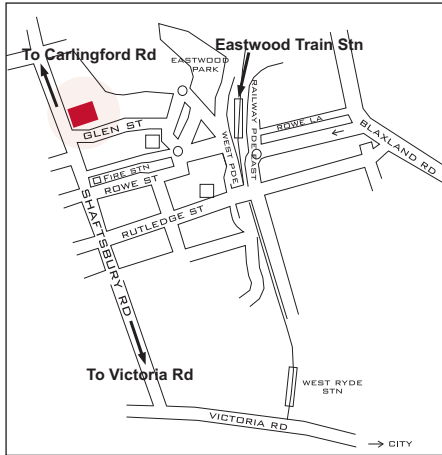 To Carlingford Rd
Eastwood Train Stn
EASTWOOD
PARK
GLEN ST
FIRE STN
ROWE ST
RUTLEDGE ST
SHAFTSBURY RD
WEST PDE
RAILWAY PDE EAST
ROWE LA
BLAXLAND RD
To Victoria Rd
WEST RYDE
STN
VICTORIA RD
CITY